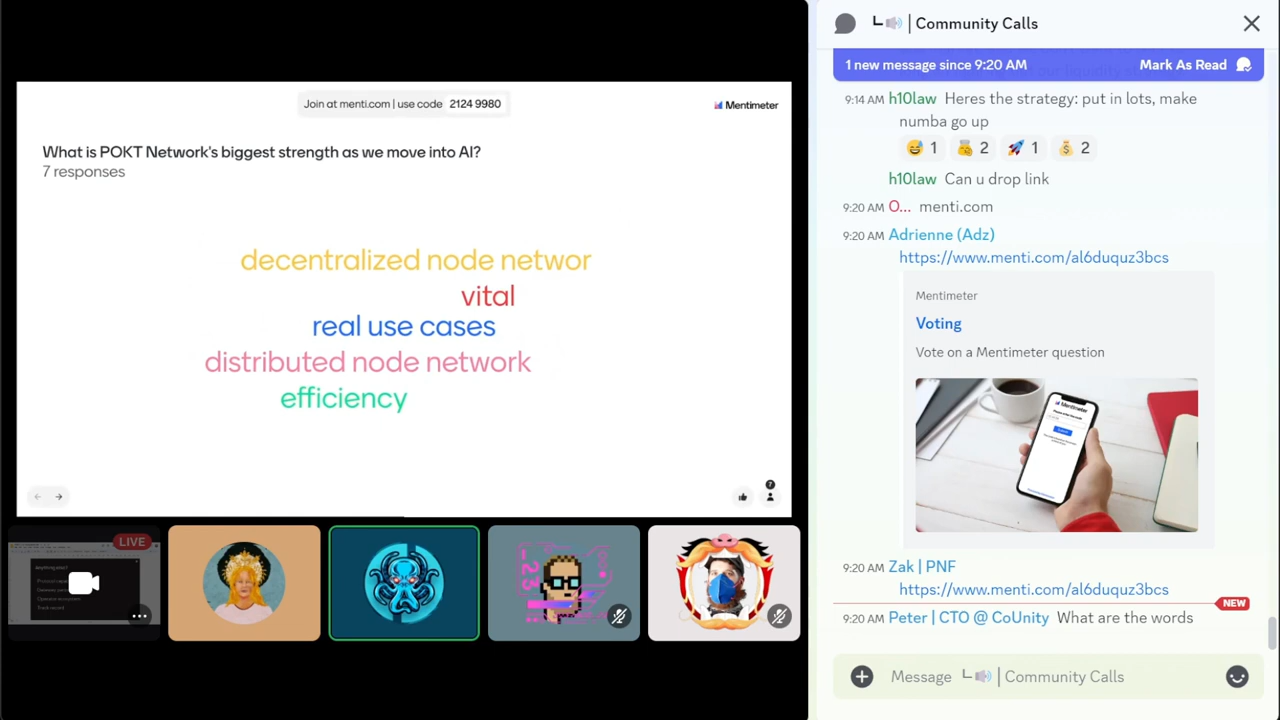 Join at menti.com | use code 2124 9980
Mentimeter
What is POKT Network's biggest strength as we move into AI?
7 responses
decentralized node networ
vital
real use cases
distributed node network
efficiency
7
LIVE
Anything else?
Community Calls
1 new message since 9:20 AM Mark As Read
9:14 AM h10law Heres the strategy: put in lots, make
numba go up
1 2 1 2
h10law Can u drop link
9:20 AM O... menti.com
9:20 AM Adrienne (Adz)
https://www.menti.com/al6duquz3bcs
Mentimeter
Voting
Vote on a Mentimeter question
Mentimeter
9:20 AM Zak | PNF
https://www.menti.com/al6duquz3bcs
NEW
9:20 AM Peter | CTO @ CoUnity What are the words
Message Community Calls